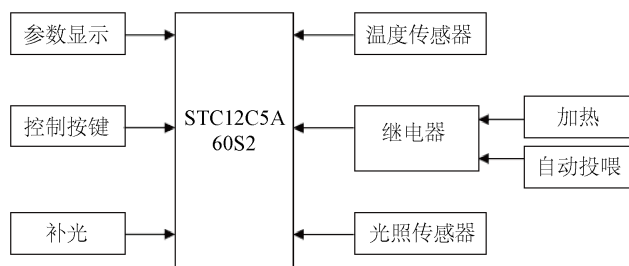 参数显示
控制按键
补光
STC12C5A
60S2
温度传感器
继电器
光照传感器
加热
自动投喂